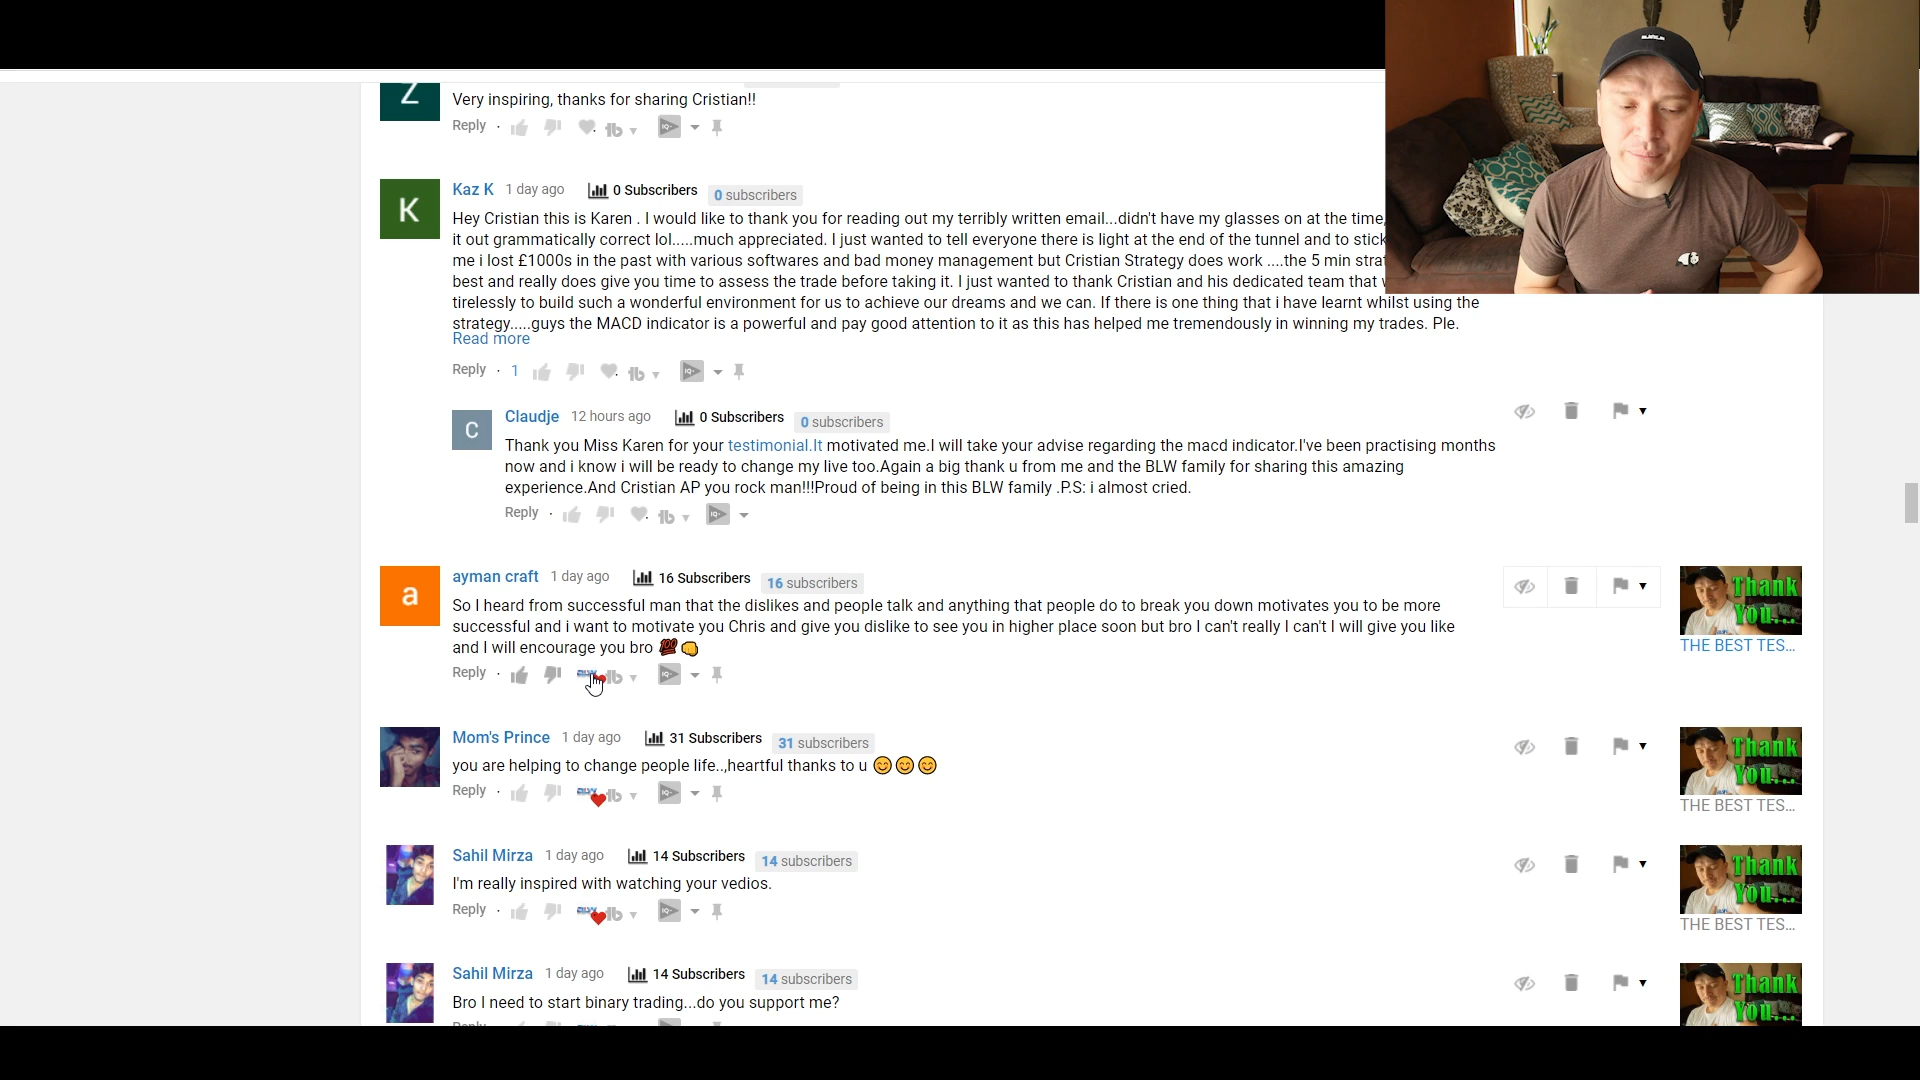 Z
Very inspiring, thanks for sharing Cristian!!
Reply
K
Kaz K 1 day ago 0 Subscribers 0 subscribers
Hey Cristian this is Karen . I would like to thank you for reading out my terribly written email...didn't have my glasses on at the time,
it out grammatically correct lol.....much appreciated. I just wanted to tell everyone there is light at the end of the tunnel and to stick
me i lost £1000s in the past with various softwares and bad money management but Cristian Strategy does work ....the 5 min strat
best and really does give you time to assess the trade before taking it. I just wanted to thank Cristian and his dedicated team that
tirelessly to build such a wonderful environment for us to achieve our dreams and we can. If there is one thing that i have learnt whilst using the
strategy.....guys the MACD indicator is a powerful and pay good attention to it as this has helped me tremendously in winning my trades. Ple.
Read more
Reply · 1
C
Claudje 12 hours ago 0 Subscribers 0 subscribers
Thank you Miss Karen for your testimonial.It motivated me.I will take your advise regarding the macd indicator.I've been practising months
now and i know i will be ready to change my live too.Again a big thank u from me and the BLW family for sharing this amazing
experience.And Cristian AP you rock man!!!Proud of being in this BLW family .P.S: i almost cried.
Reply
a
ayman craft 1 day ago 16 Subscribers 16 subscribers
So I heard from successful man that the dislikes and people talk and anything that people do to break you down motivates you to be more
successful and i want to motivate you Chris and give you dislike to see you in higher place soon but bro I can't really I can't I will give you like
and I will encourage you bro 💯👊
Reply
Thank
You...
THE BEST TES...
Mom's Prince 1 day ago 31 Subscribers 31 subscribers
you are helping to change people life..,heartful thanks to u 😊😊😊
Reply
Thank
You...
THE BEST TES...
Sahil Mirza 1 day ago 14 Subscribers 14 subscribers
I'm really inspired with watching your vedios.
Reply
Thank
You...
THE BEST TES...
Sahil Mirza 1 day ago 14 Subscribers 14 subscribers
Bro I need to start binary trading...do you support me?
Reply
Thank
You...